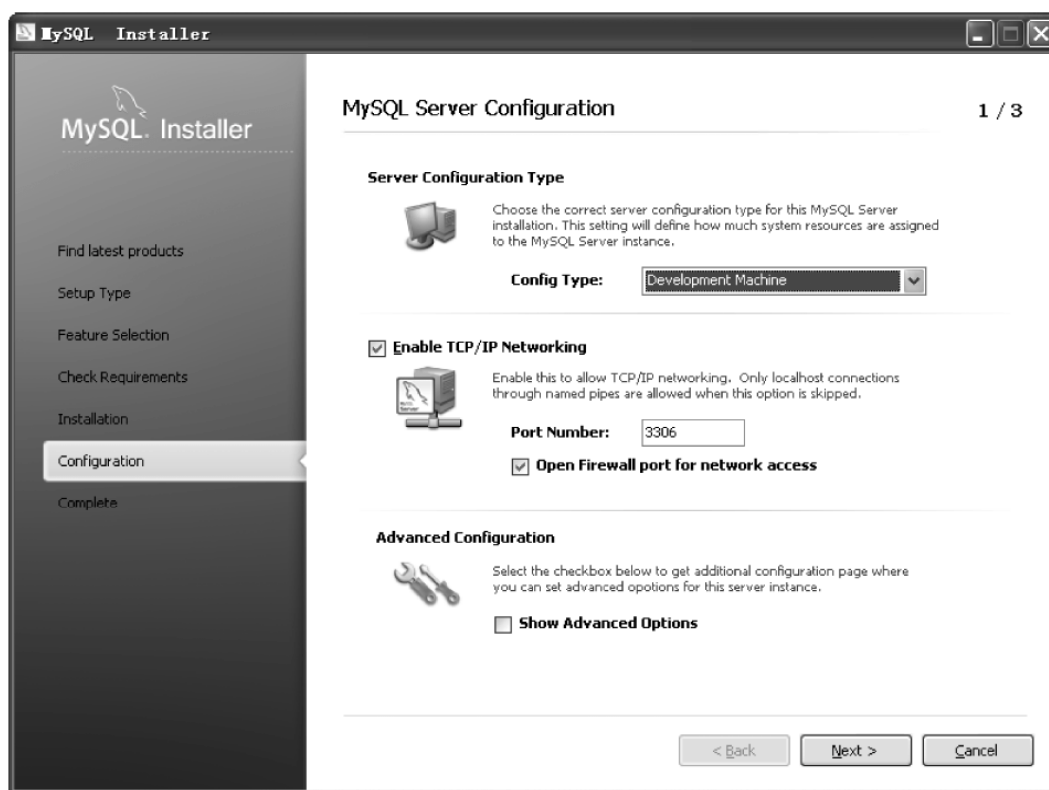 MySQL Installer
MySQL. Installer
Find latest products
Setup Type
Feature Selection
Check Requirements
Installation
Configuration
Complete
MySQL Server Configuration
1 / 3
Server Configuration Type
Choose the correct server configuration type for this MySQL Server
installation. This setting will define how much system resources are assigned
to the MySQL Server instance.
Config Type:
Development Machine
Enable TCP/IP Networking
Enable this to allow TCP/IP networking. Only localhost connections
through named pipes are allowed when this option is skipped.
Port Number:
3306
Open Firewall port for network access
Advanced Configuration
Select the checkbox below to get additional configuration page where
you can set advanced opotions for this server instance.
Show Advanced Options
< Back
Next >
Cancel